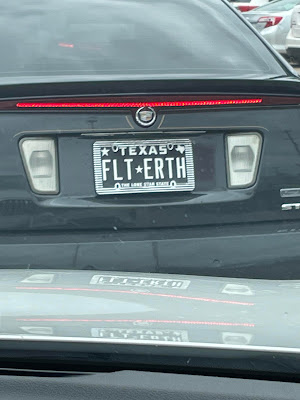 TEXAS
FLT★ERTH
THE LONE STAR STATE